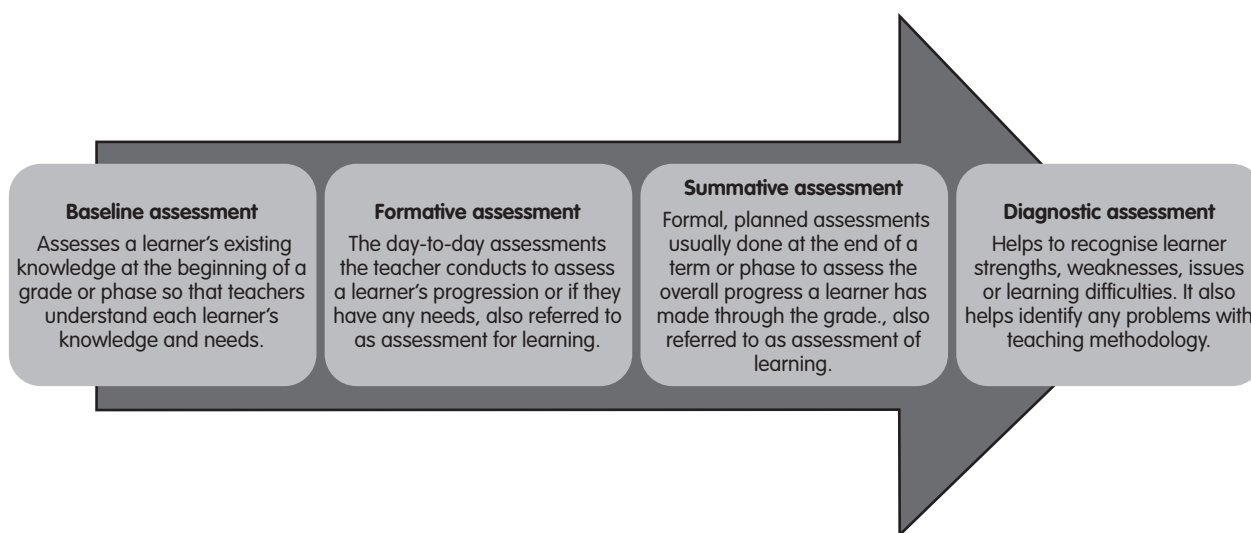 Baseline assessment
Assesses a learner's existing
knowledge at the beginning of a
grade or phase so that teachers
understand each learner's
knowledge and needs.
Formative assessment
The day-to-day assessments
the teacher conducts to assess
a learner's progression or if they
have any needs, also referred to
as assessment for learning.
Summative assessment
Formal, planned assessments
usually done at the end of a
term or phase to assess the
overall progress a learner has
made through the grade., also
referred to as assessment of
learning.
Diagnostic assessment
Helps to recognise learner
strengths, weaknesses, issues
or learning difficulties. It also
helps identify any problems with
teaching methodology.